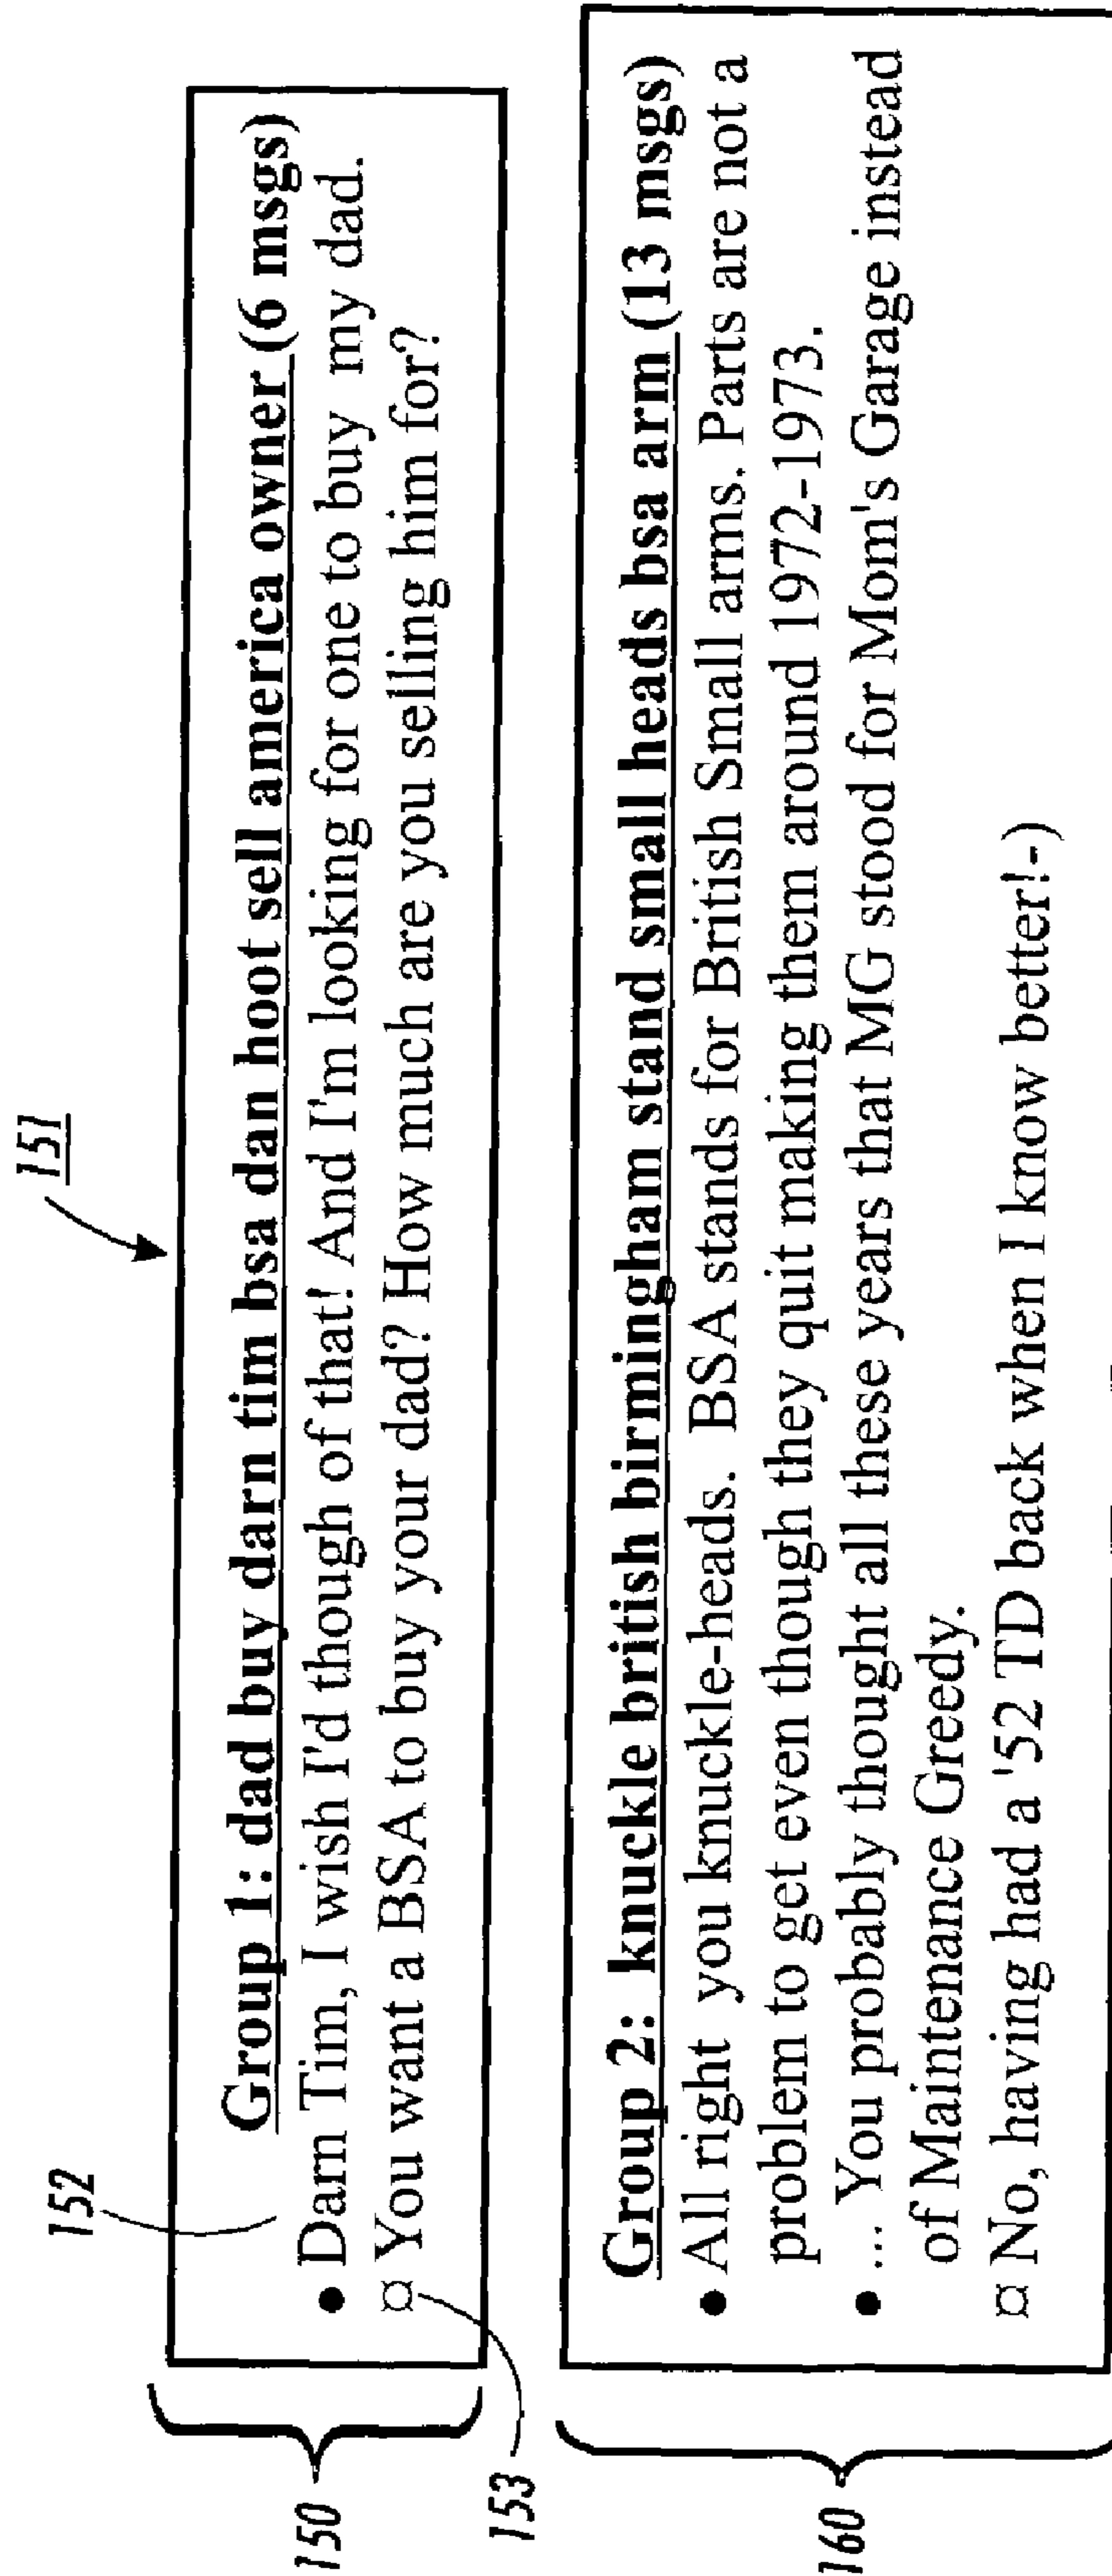 151
152
Group 1: dad buy darn tim bsa dan hoot sell america owner (6 msgs)
● Darn Tim, I wish I'd though of that! And I'm looking for one to buy my dad.
¤ You want a BSA to buy your dad? How much are you selling him for?
150
153
Group 2: knuckle british birmingham stand small heads bsa arm (13 msgs)
● All right you knuckle-heads. BSA stands for British Small arms. Parts are not a
problem to get even though they quit making them around 1972-1973.
● ... You probably thought all these years that MG stood for Mom's Garage instead
of Maintenance Greedy.
¤ No, having had a '52 TD back when I know better!-)
160